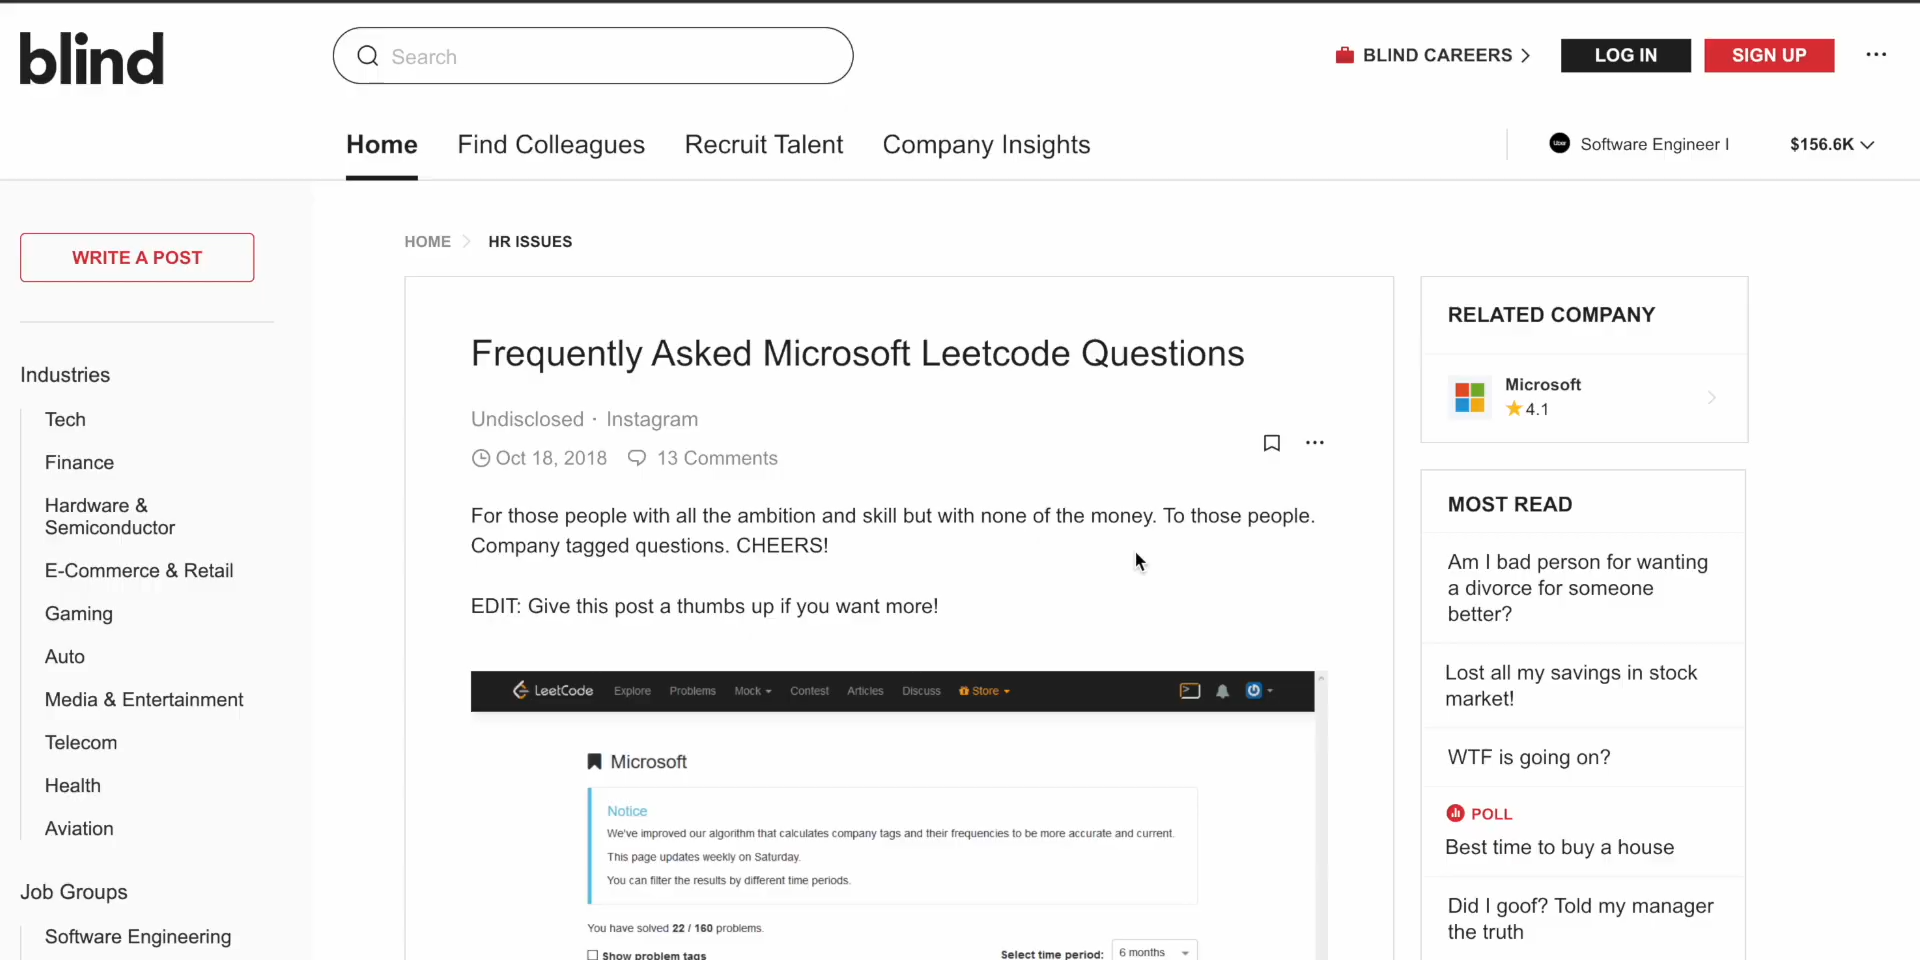 blind
Search
BLIND CAREERS
LOG IN
SIGN UP
Home
Find Colleagues
Recruit Talent
Company Insights
Uber
Software Engineer I
$156.6K
WRITE A POST
Industries
Tech
Finance
Hardware &
Semiconductor
E-Commerce & Retail
Gaming
Auto
Media & Entertainment
Telecom
Health
Aviation
Job Groups
Software Engineering
HOME
HR ISSUES
Frequently Asked Microsoft Leetcode Questions
Undisclosed · Instagram
Oct 18, 2018
13 Comments
For those people with all the ambition and skill but with none of the money. To those people.
Company tagged questions. CHEERS!
EDIT: Give this post a thumbs up if you want more!
LeetCode
Explore
Problems
Mock
Contest
Articles
Discuss
Store
Microsoft
Notice
We've improved our algorithm that calculates company tags and their frequencies to be more accurate and current.
This page updates weekly on Saturday.
You can filter the results by different time periods.
You have solved 22 / 160 problems.
Show problem tags
Select time period:
6 months
RELATED COMPANY
Microsoft
4.1
MOST READ
Am I bad person for wanting
a divorce for someone
better?
Lost all my savings in stock
market!
WTF is going on?
POLL
Best time to buy a house
Did I goof? Told my manager
the truth